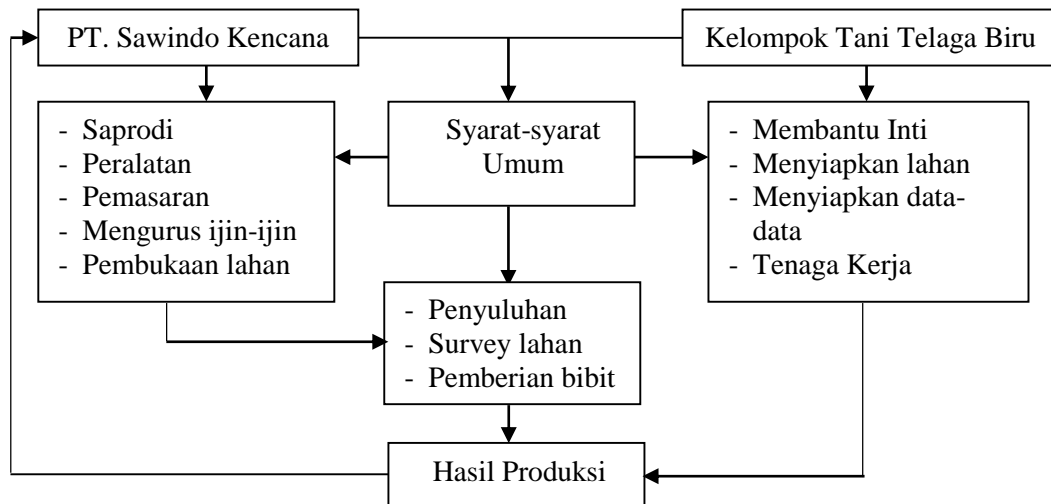 PT. Sawindo Kencana
Kelompok Tani Telaga Biru
- Saprodi
- Peralatan
- Pemasaran
- Mengurus ijin-ijin
- Pembukaan lahan
Syarat-syarat
Umum
- Membantu Inti
- Menyiapkan lahan
- Menyiapkan data-
data
- Tenaga Kerja
- Penyuluhan
- Survey lahan
- Pemberian bibit
Hasil Produksi